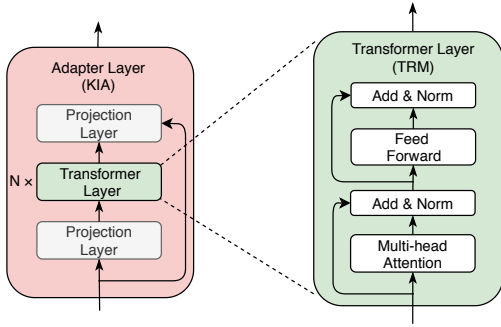 Adapter Layer
(KIA)
Projection
Layer
N ×
Transformer
Layer
Projection
Layer
Transformer Layer
(TRM)
Add & Norm
Feed
Forward
Add & Norm
Multi-head
Attention